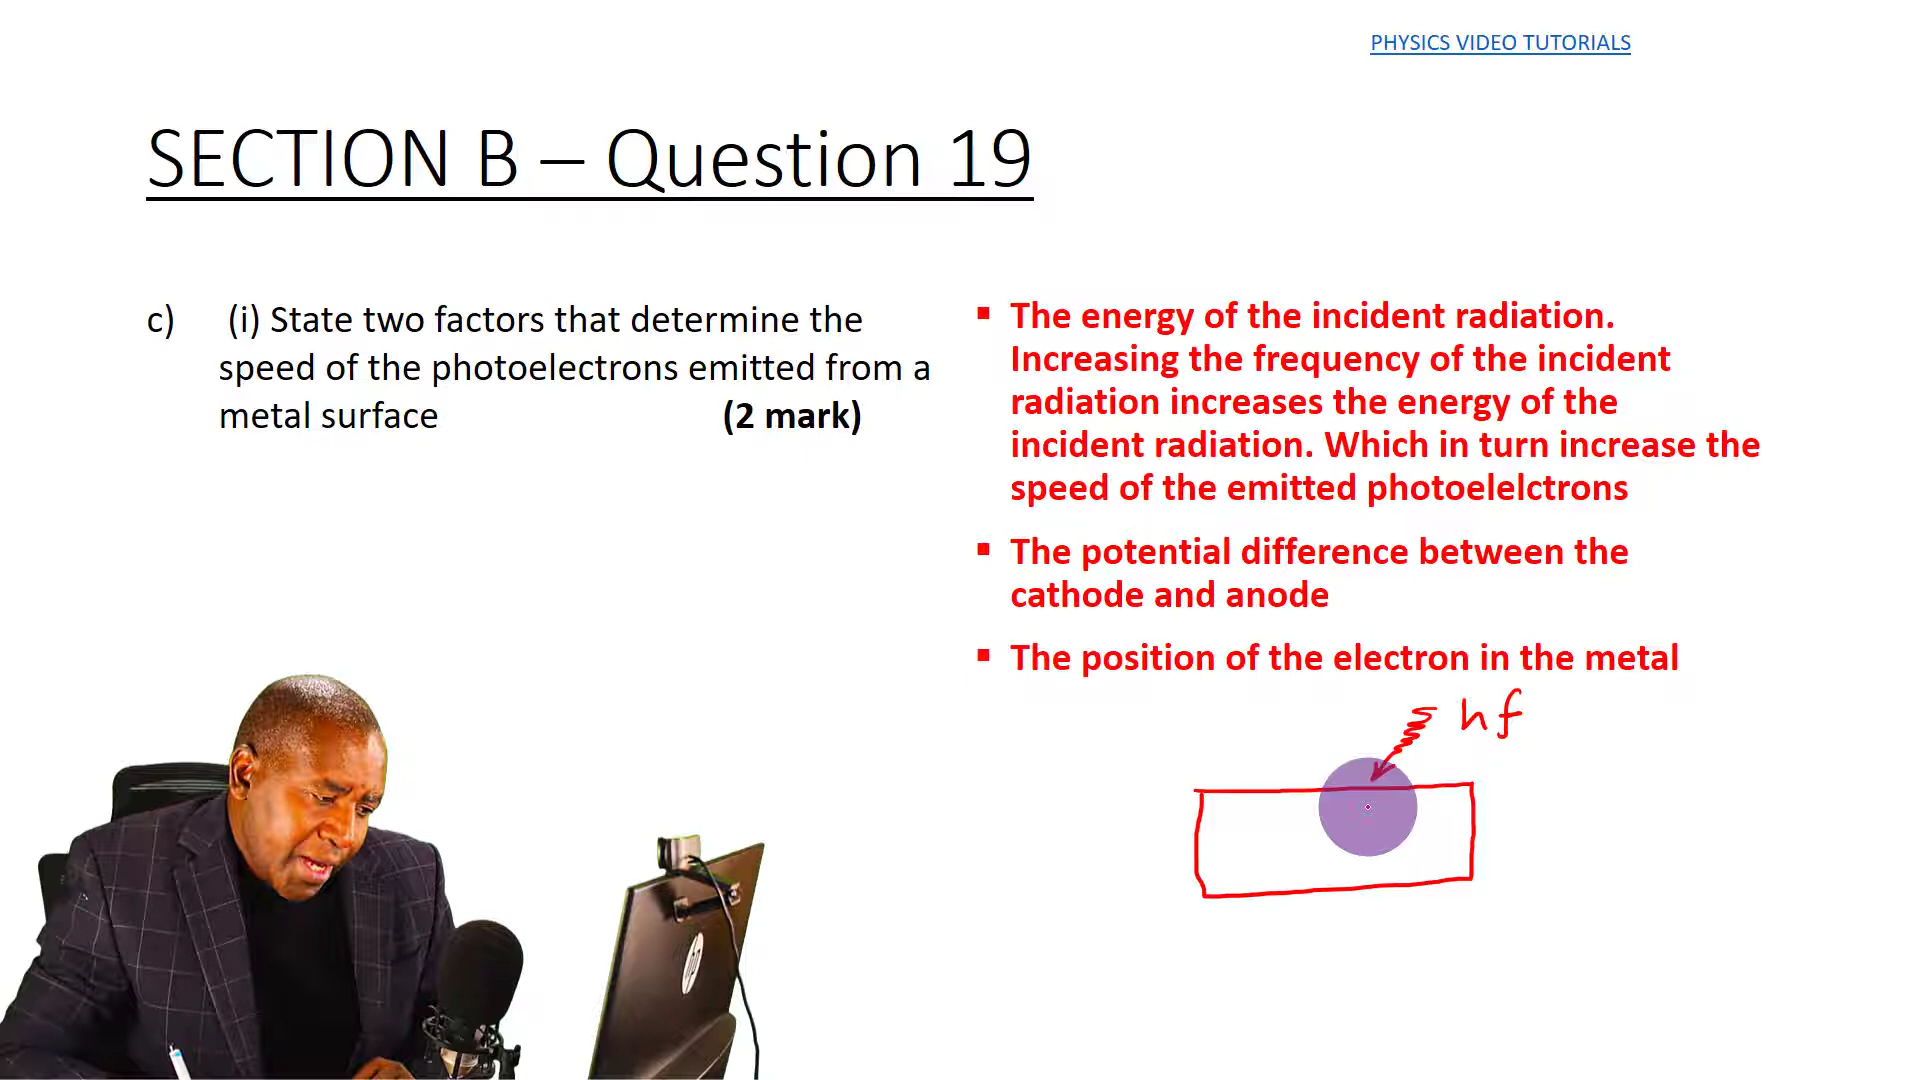 PHYSICS VIDEO TUTORIALS
SECTION B – Question 19
c) (i) State two factors that determine the
speed of the photoelectrons emitted from a
metal surface (2 mark)
▪ The energy of the incident radiation.
Increasing the frequency of the incident
radiation increases the energy of the
incident radiation. Which in turn increase the
speed of the emitted photoelelctrons
▪ The potential difference between the
cathode and anode
▪ The position of the electron in the metal
hf
hp